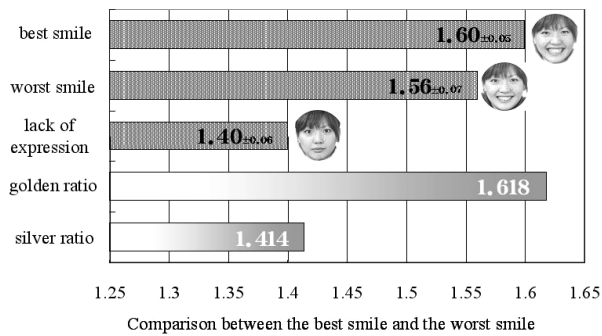 best smile
1.60±0.05
worst smile
1.56±0.07
lack of
expression
1.40±0.06
golden ratio
1.618
silver ratio
1.414
1.25 1.3 1.35 1.4 1.45 1.5 1.55 1.6 1.65
Comparison between the best smile and the worst smile